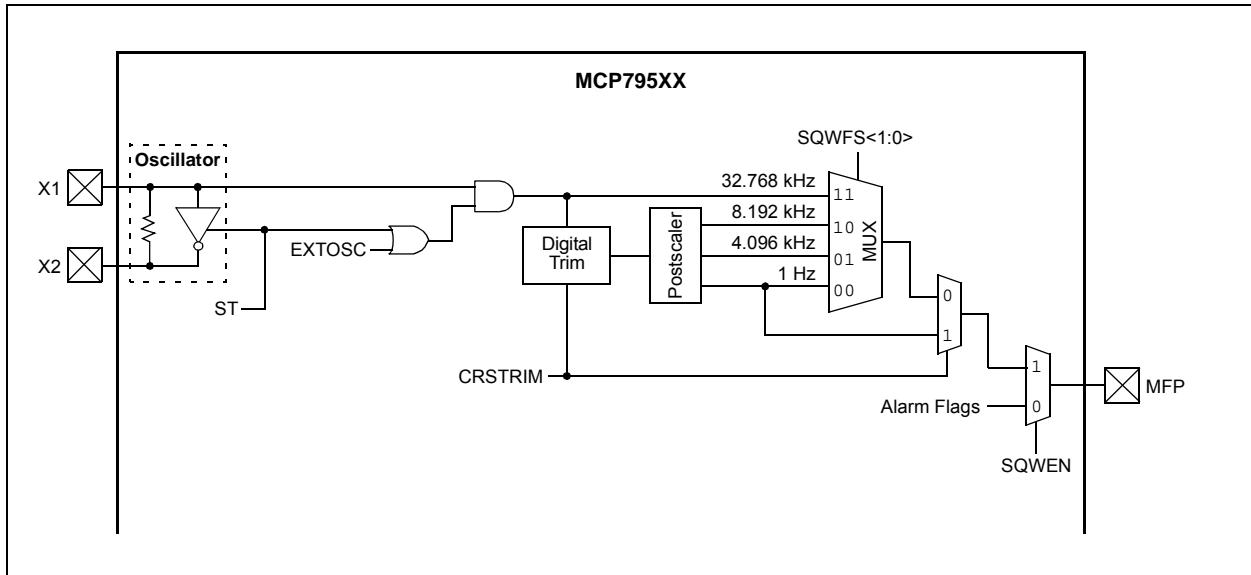 MCP795XX
SQWFS<1:0>
Oscillator
X1
32.768 kHz
11
8.192 kHz
10
EXTOSC
Digital
Trim
Postscaler
4.096 kHz
01
MUX
X2
1 Hz
00
ST
0
1
CRSTRIM
1
MFP
Alarm Flags
0
SQWEN